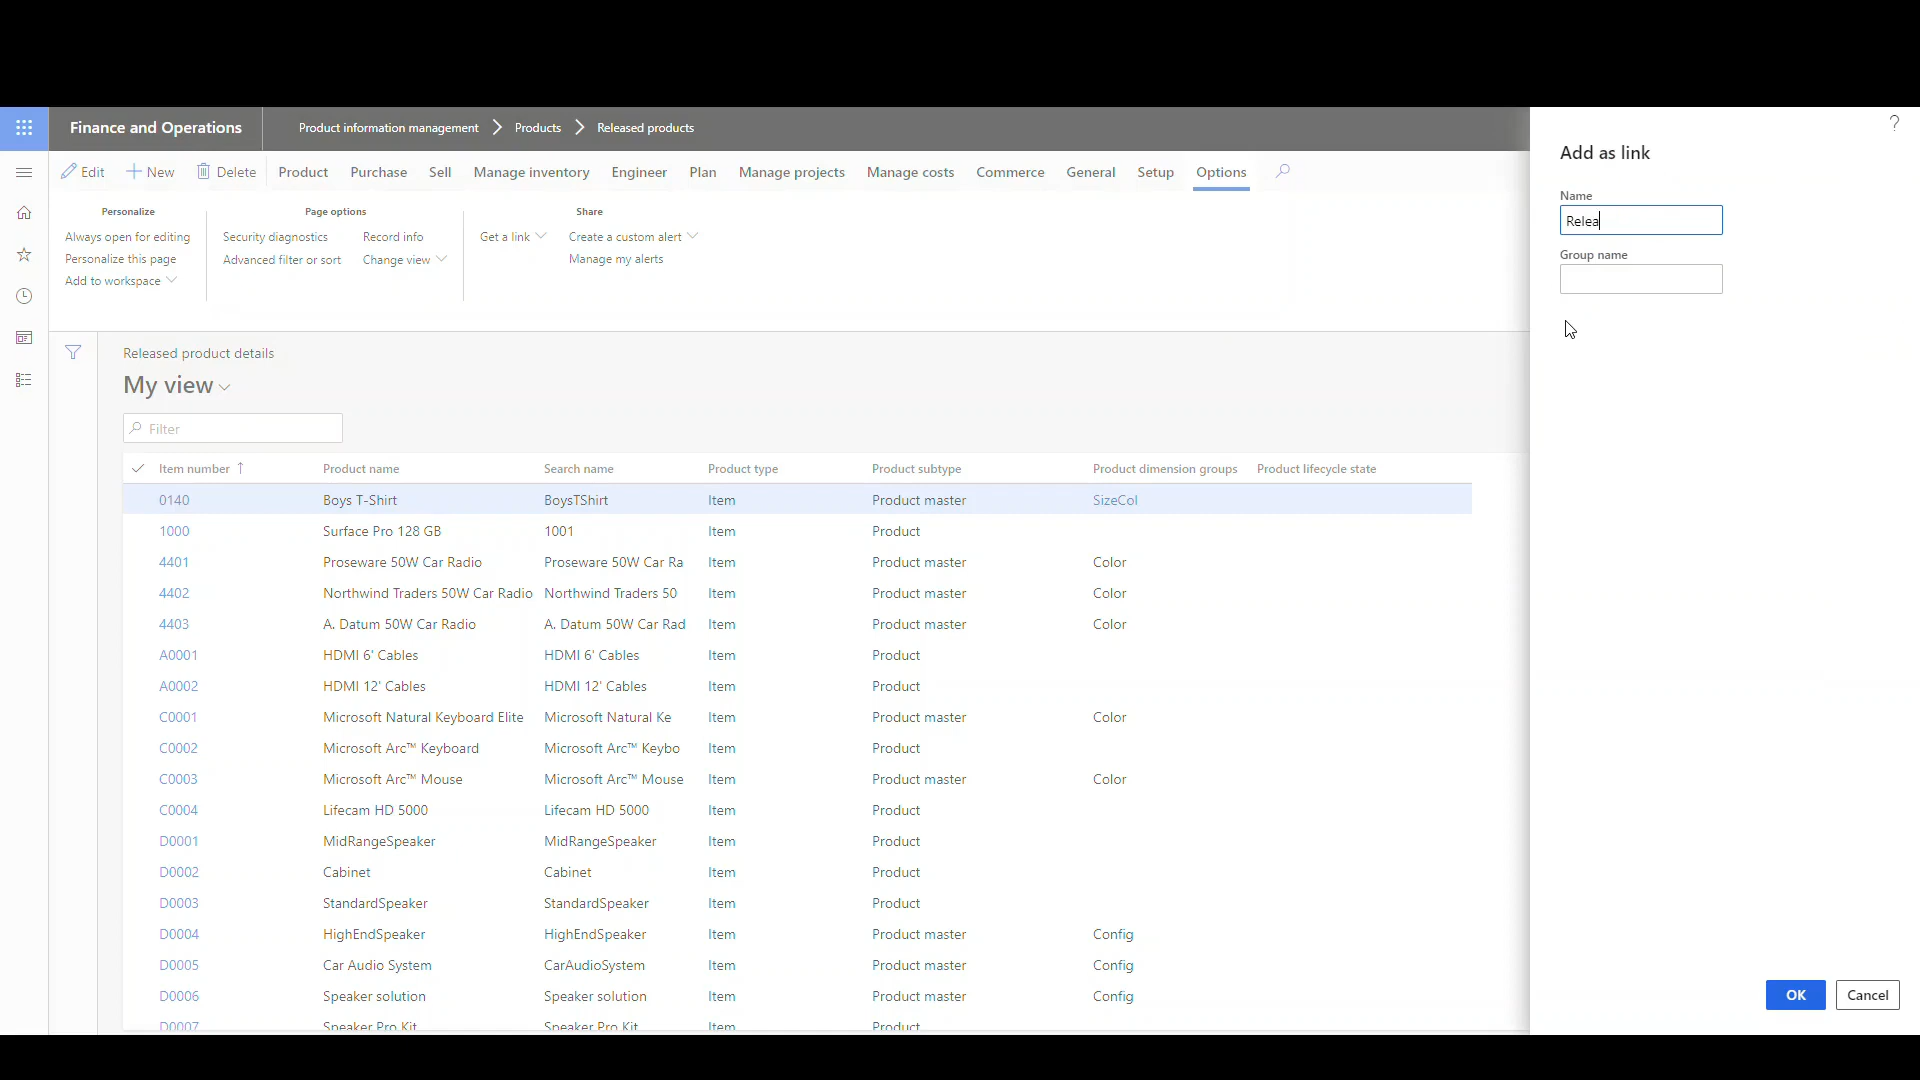 Finance and Operations
Product information management > Products > Released products
?
Add as link
Name
Relea
Group name
OK
Cancel
Edit
New
Delete
Product
Purchase
Sell
Manage inventory
Engineer
Plan
Manage projects
Manage costs
Commerce
General
Setup
Options
Personalize
Always open for editing
Personalize this page
Add to workspace
Page options
Security diagnostics
Advanced filter or sort
Record info
Change view
Share
Get a link
Create a custom alert
Manage my alerts
Released product details
My view
Filter
Item number ↑ Product name Search name Product type Product subtype Product dimension groups Product lifecycle state
0140 Boys T-Shirt BoysTShirt Item Product master SizeCol
1000 Surface Pro 128 GB 1001 Item Product
4401 Proseware 50W Car Radio Proseware 50W Car Ra Item Product master Color
4402 Northwind Traders 50W Car Radio Northwind Traders 50 Item Product master Color
4403 A. Datum 50W Car Radio A. Datum 50W Car Rad Item Product master Color
A0001 HDMI 6' Cables HDMI 6' Cables Item Product
A0002 HDMI 12' Cables HDMI 12' Cables Item Product
C0001 Microsoft Natural Keyboard Elite Microsoft Natural Ke Item Product master Color
C0002 Microsoft Arc™ Keyboard Microsoft Arc™ Keybo Item Product
C0003 Microsoft Arc™ Mouse Microsoft Arc™ Mouse Item Product master Color
C0004 Lifecam HD 5000 Lifecam HD 5000 Item Product
D0001 MidRangeSpeaker MidRangeSpeaker Item Product
D0002 Cabinet Cabinet Item Product
D0003 StandardSpeaker StandardSpeaker Item Product
D0004 HighEndSpeaker HighEndSpeaker Item Product master Config
D0005 Car Audio System CarAudioSystem Item Product master Config
D0006 Speaker solution Speaker solution Item Product master Config
D0007 Speaker Pro Kit Speaker Pro Kit Item Product